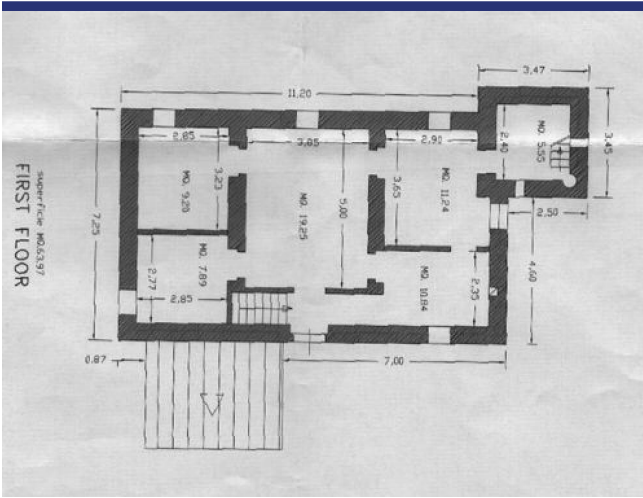 3,47
11,20
2,85
3,85
2,90
2,40
MQ. 5,55
3,45
3,23
MQ. 9,20
5,00
MQ. 19,25
3,65
MQ. 11,24
2,50
7,25
superficie MQ.63,97
FIRST FLOOR
MQ. 7,89
2,77
2,85
MQ. 10,84
2,35
4,60
0,87
7,00